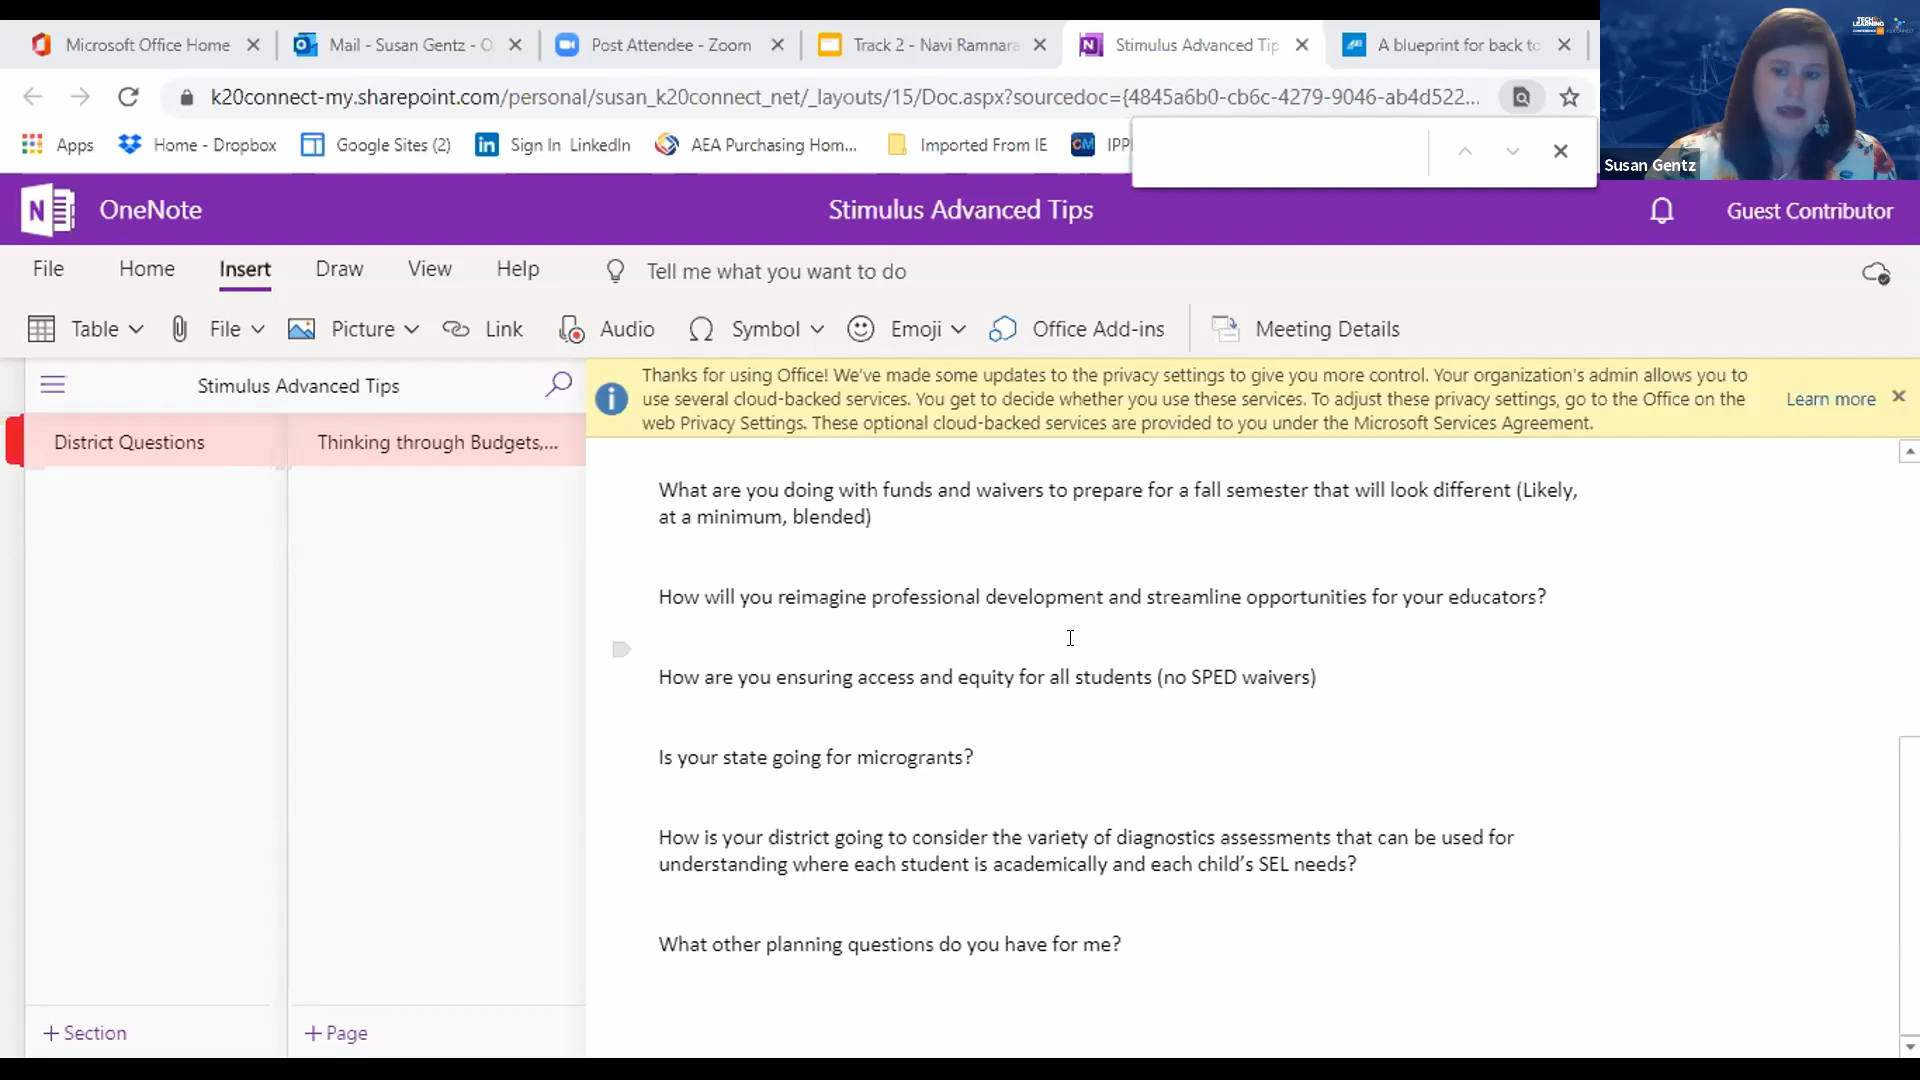 Microsoft Office Home
Mail - Susan Gentz - O
Post Attendee - Zoom
Track 2 - Navi Ramnara
Stimulus Advanced Tip
A blueprint for back to
k20connect-my.sharepoint.com/personal/susan_k20connect_net/_layouts/15/Doc.aspx?sourcedoc={4845a6b0-cb6c-4279-9046-ab4d522...
Apps
Home - Dropbox
Google Sites (2)
Sign In LinkedIn
AEA Purchasing Hom...
Imported From IE
IPP
TECH& LEARNING
Susan Gentz
OneNote
Stimulus Advanced Tips
Guest Contributor
File Home Insert Draw View Help Tell me what you want to do
Table File Picture Link Audio Symbol Emoji Office Add-ins Meeting Details
Stimulus Advanced Tips
District Questions
Thinking through Budgets,...
+ Section
+ Page
Thanks for using Office! We've made some updates to the privacy settings to give you more control. Your organization's admin allows you to
use several cloud-backed services. You get to decide whether you use these services. To adjust these privacy settings, go to the Office on the
web Privacy Settings. These optional cloud-backed services are provided to you under the Microsoft Services Agreement.
Learn more
What are you doing with funds and waivers to prepare for a fall semester that will look different (Likely,
at a minimum, blended)
How will you reimagine professional development and streamline opportunities for your educators?
How are you ensuring access and equity for all students (no SPED waivers)
Is your state going for microgrants?
How is your district going to consider the variety of diagnostics assessments that can be used for
understanding where each student is academically and each child's SEL needs?
What other planning questions do you have for me?